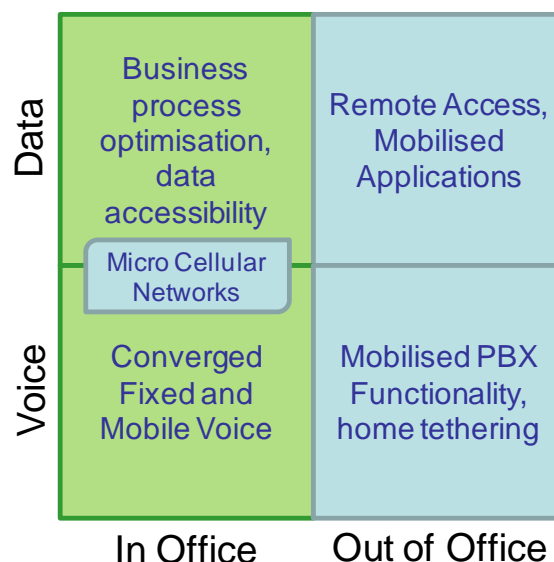 Data
Business
process
optimisation,
data
accessibility
Remote Access,
Mobilised
Applications
Micro Cellular
Networks
Voice
Converged
Fixed and
Mobile Voice
Mobilised PBX
Functionality,
home tethering
In Office
Out of Office